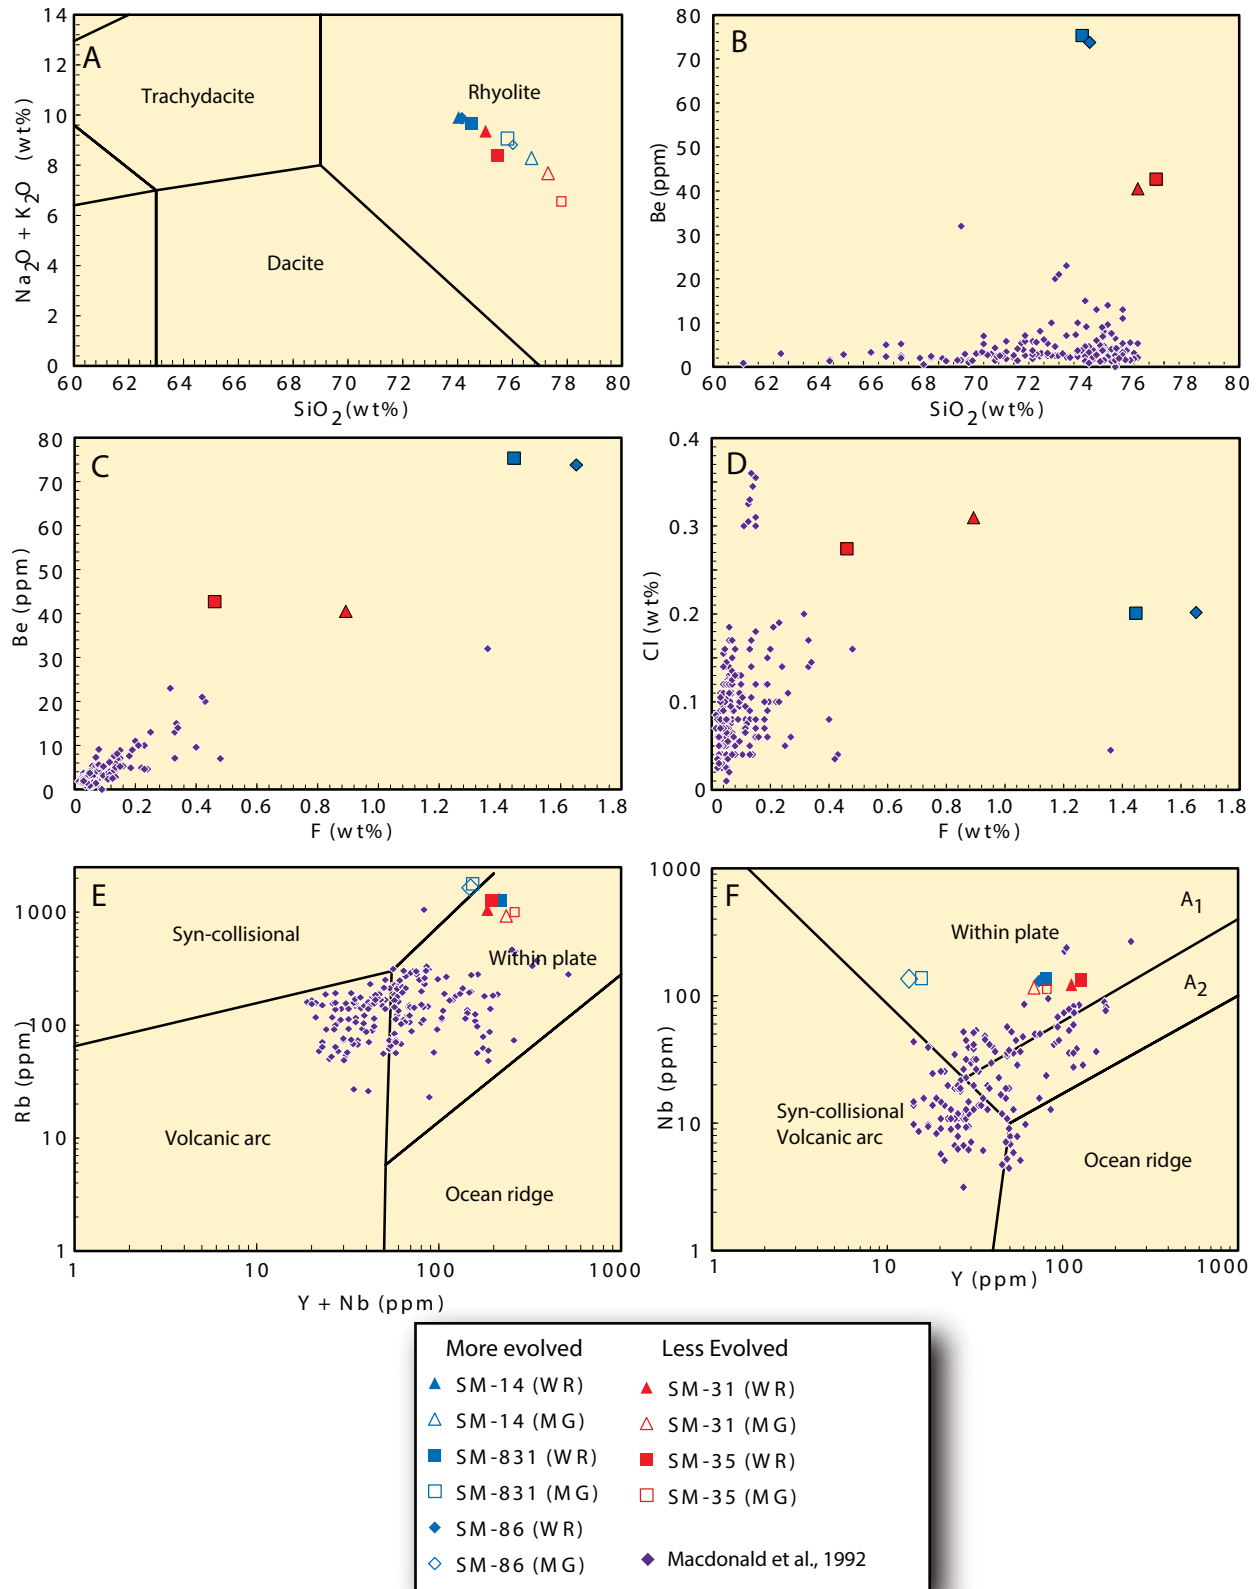 A
14
12
10
8
6
4
2
0
Na2O + K2O (wt%)
Trachydacite
Rhyolite
Dacite
60 62 64 66 68 70 72 74 76 78 80
SiO2(wt%)
B
80
70
60
50
40
30
20
10
0
Be (ppm)
60 62 64 66 68 70 72 74 76 78 80
SiO2(wt%)
C
80
70
60
50
40
30
20
10
0
Be (ppm)
0 0.2 0.4 0.6 0.8 1.0 1.2 1.4 1.6 1.8
F (wt%)
D
0.4
0.3
0.2
0.1
0
Cl (wt%)
0 0.2 0.4 0.6 0.8 1.0 1.2 1.4 1.6 1.8
F (wt%)
E
1000
100
10
1
Rb (ppm)
Syn-collisional
Within plate
Volcanic arc
Ocean ridge
1 10 100 1000
Y + Nb (ppm)
F
1000
100
10
1
Nb (ppm)
Within plate
A1
A2
Syn-collisional
Volcanic arc
Ocean ridge
1 10 100 1000
Y (ppm)
More evolved
SM-14 (WR)
SM-14 (MG)
SM-831 (WR)
SM-831 (MG)
SM-86 (WR)
SM-86 (MG)
Less Evolved
SM-31 (WR)
SM-31 (MG)
SM-35 (WR)
SM-35 (MG)
Macdonald et al., 1992